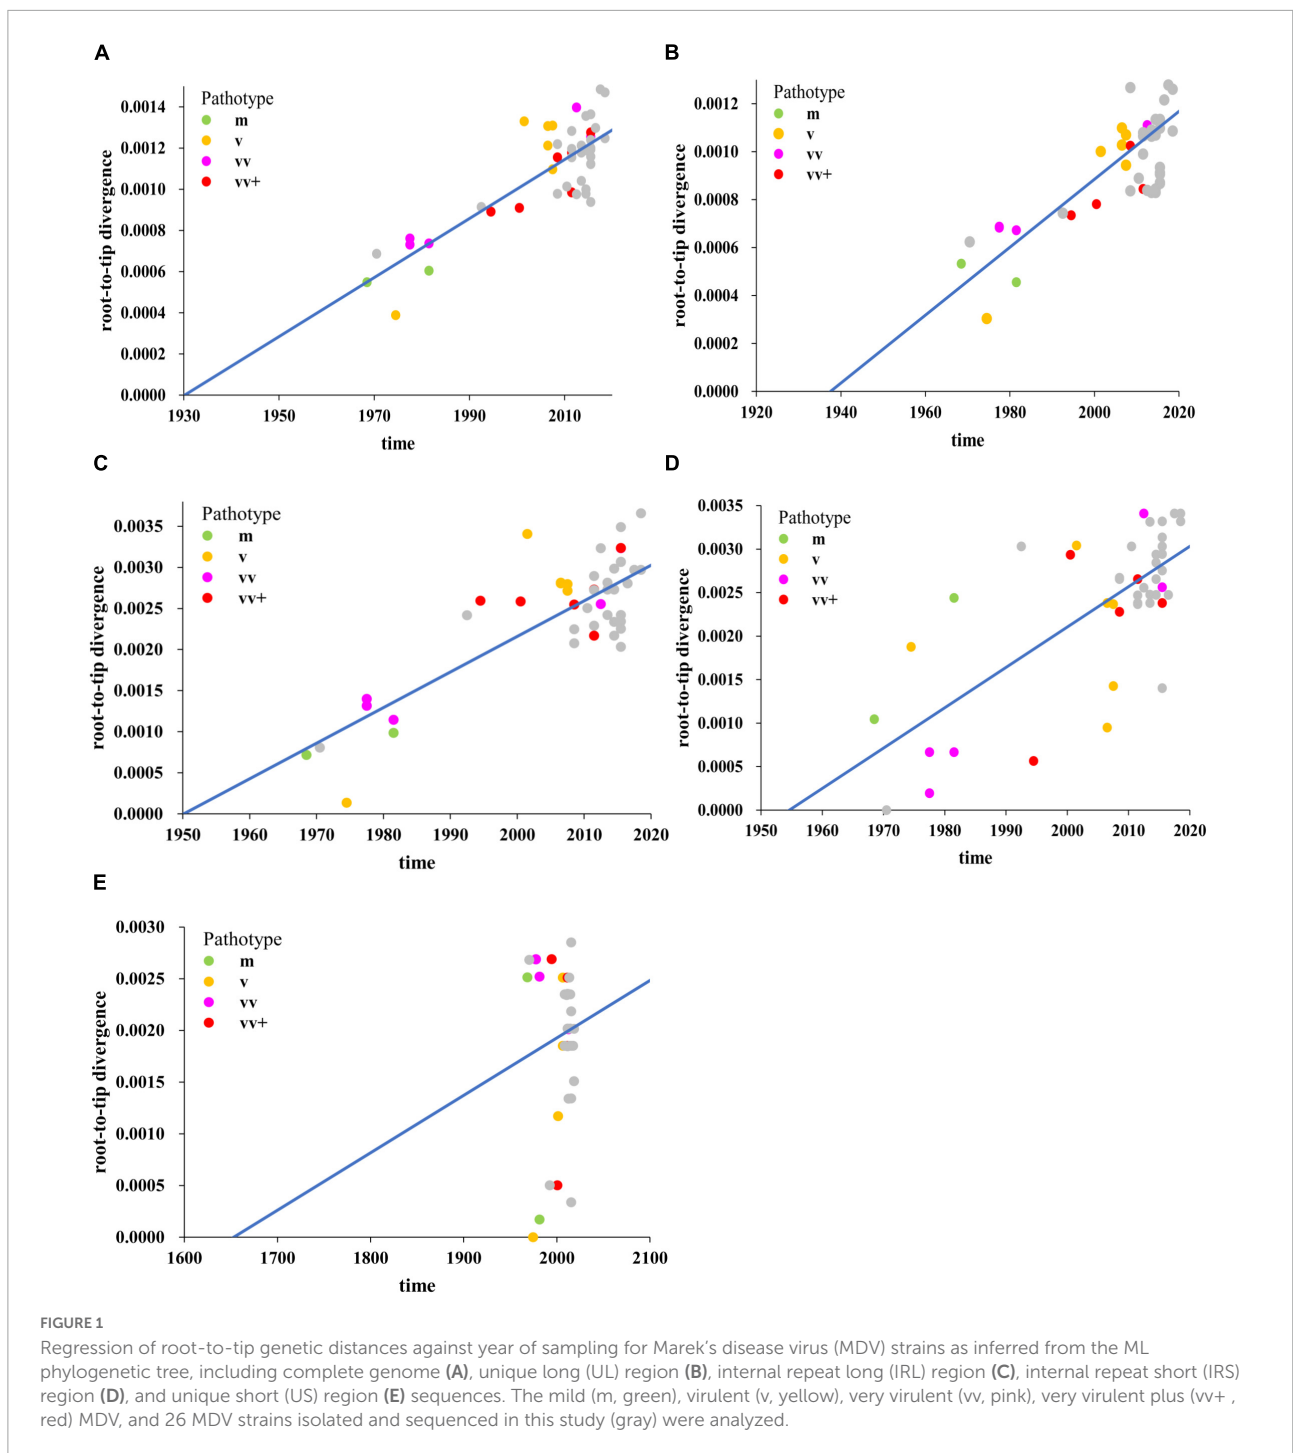 A
Pathotype
m
v
vv
vv+
0.0014
0.0012
0.0010
0.0008
0.0006
0.0004
0.0002
0.0000
root-to-tip divergence
1930 1950 1970 1990 2010
time
B
Pathotype
m
v
vv
vv+
0.0012
0.0010
0.0008
0.0006
0.0004
0.0002
0.0000
root-to-tip divergence
1920 1940 1960 1980 2000 2020
time
C
Pathotype
m
v
vv
vv+
0.0035
0.0030
0.0025
0.0020
0.0015
0.0010
0.0005
0.0000
root-to-tip divergence
1950 1960 1970 1980 1990 2000 2010 2020
time
D
Pathotype
m
v
vv
vv+
0.0035
0.0030
0.0025
0.0020
0.0015
0.0010
0.0005
0.0000
root-to-tip divergence
1950 1960 1970 1980 1990 2000 2010 2020
time
E
Pathotype
m
v
vv
vv+
0.0030
0.0025
0.0020
0.0015
0.0010
0.0005
0.0000
root-to-tip divergence
1600 1700 1800 1900 2000 2100
time
FIGURE 1
Regression of root-to-tip genetic distances against year of sampling for Marek's disease virus (MDV) strains as inferred from the ML
phylogenetic tree, including complete genome (A), unique long (UL) region (B), internal repeat long (IRL) region (C), internal repeat short (IRS)
region (D), and unique short (US) region (E) sequences. The mild (m, green), virulent (v, yellow), very virulent (vv, pink), very virulent plus (vv+ ,
red) MDV, and 26 MDV strains isolated and sequenced in this study (gray) were analyzed.